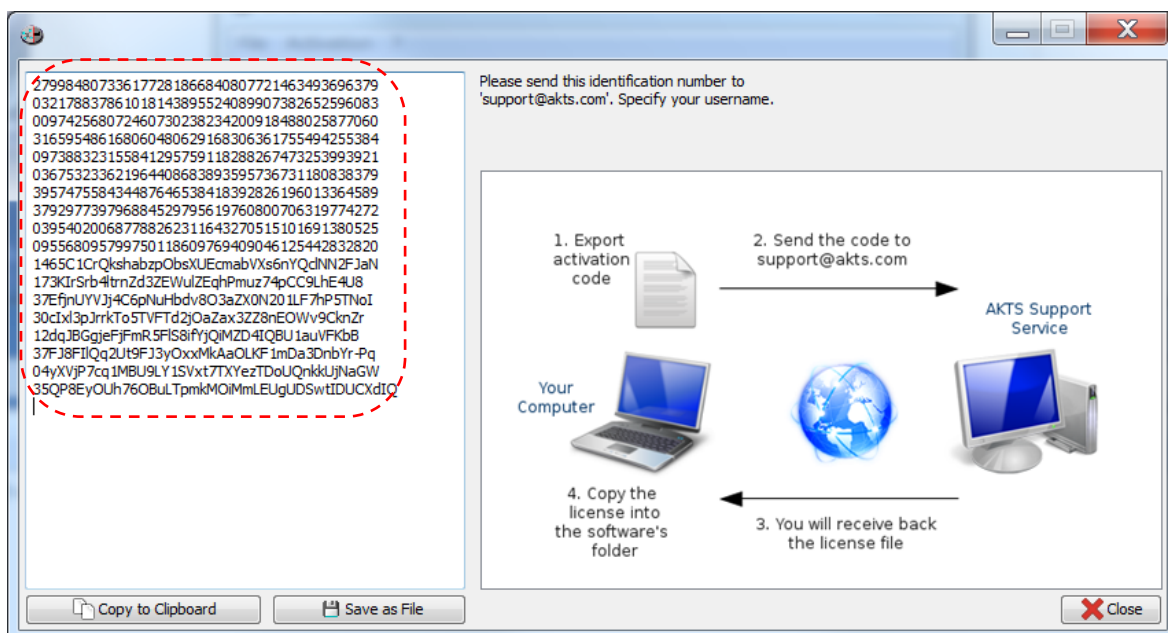 27998480733617728186684080772146349369637​9
03217883786101814389552408990738265259608​3
00974256807246073023823420091848802587706​0
31659548616806048062916830636175549425538​4
09738832315584129575911828826747325399392​1
03675323362196440868389359573673118083837​9
39574755843448764653841839282619601336458​9
37929773979688452979561976080070631977427​2
03954020068778826231164327051510169138052​5
09556809579975011860976940904612544283282​0
1465C1CrQkshabzpObsXUEcmabVXs6nYQclNN2FJaN
173KIrSrb4ltrnZd3ZEWulZEqhPmuz74pCC9LhE4U8
37EfjnUYVJj4C6pNuHbdv8O3aZX0N201LF7hP5TNoI
30cIxl3pJrrkTo5TVFTd2jOaZax3ZZ8nEOWv9CknZr
12dqJBGgjeFjFmR5FlS8ifYjQiMZD4IQBU1auVFKbB
37FJ8FIlQq2Ut9FJ3yOxxMkAaOLKF1mDa3DnbYr-Pq
04yXVjP7cq1MBU9LY1SVxt7TXYezTDoUQnkkUjNaGW
35QP8EyOUh76OBuLTpmkMOiMmLEUgUDSwtIDUCXdIQ
Copy to Clipboard
Save as File
Please send this identification number to
'support@akts.com'. Specify your username.
1. Export
activation
code
2. Send the code to
support@akts.com
AKTS Support
Service
Your
Computer
4. Copy the
license into
the software's
folder
3. You will receive back
the license file
Close